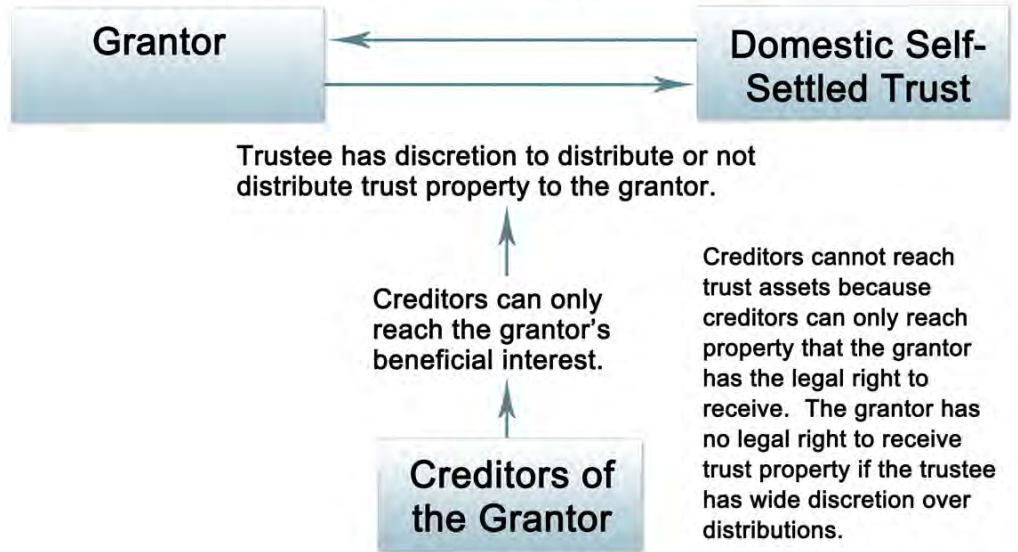 Grantor
Domestic Self-
Settled Trust
Trustee has discretion to distribute or not
distribute trust property to the grantor.
Creditors can only
reach the grantor's
beneficial interest.
Creditors of
the Grantor
Creditors cannot reach
trust assets because
creditors can only reach
property that the grantor
has the legal right to
receive. The grantor has
no legal right to receive
trust property if the trustee
has wide discretion over
distributions.